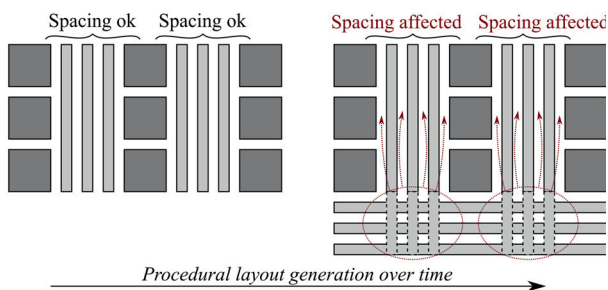 Spacing ok Spacing ok Spacing affected Spacing affected
Procedural layout generation over time